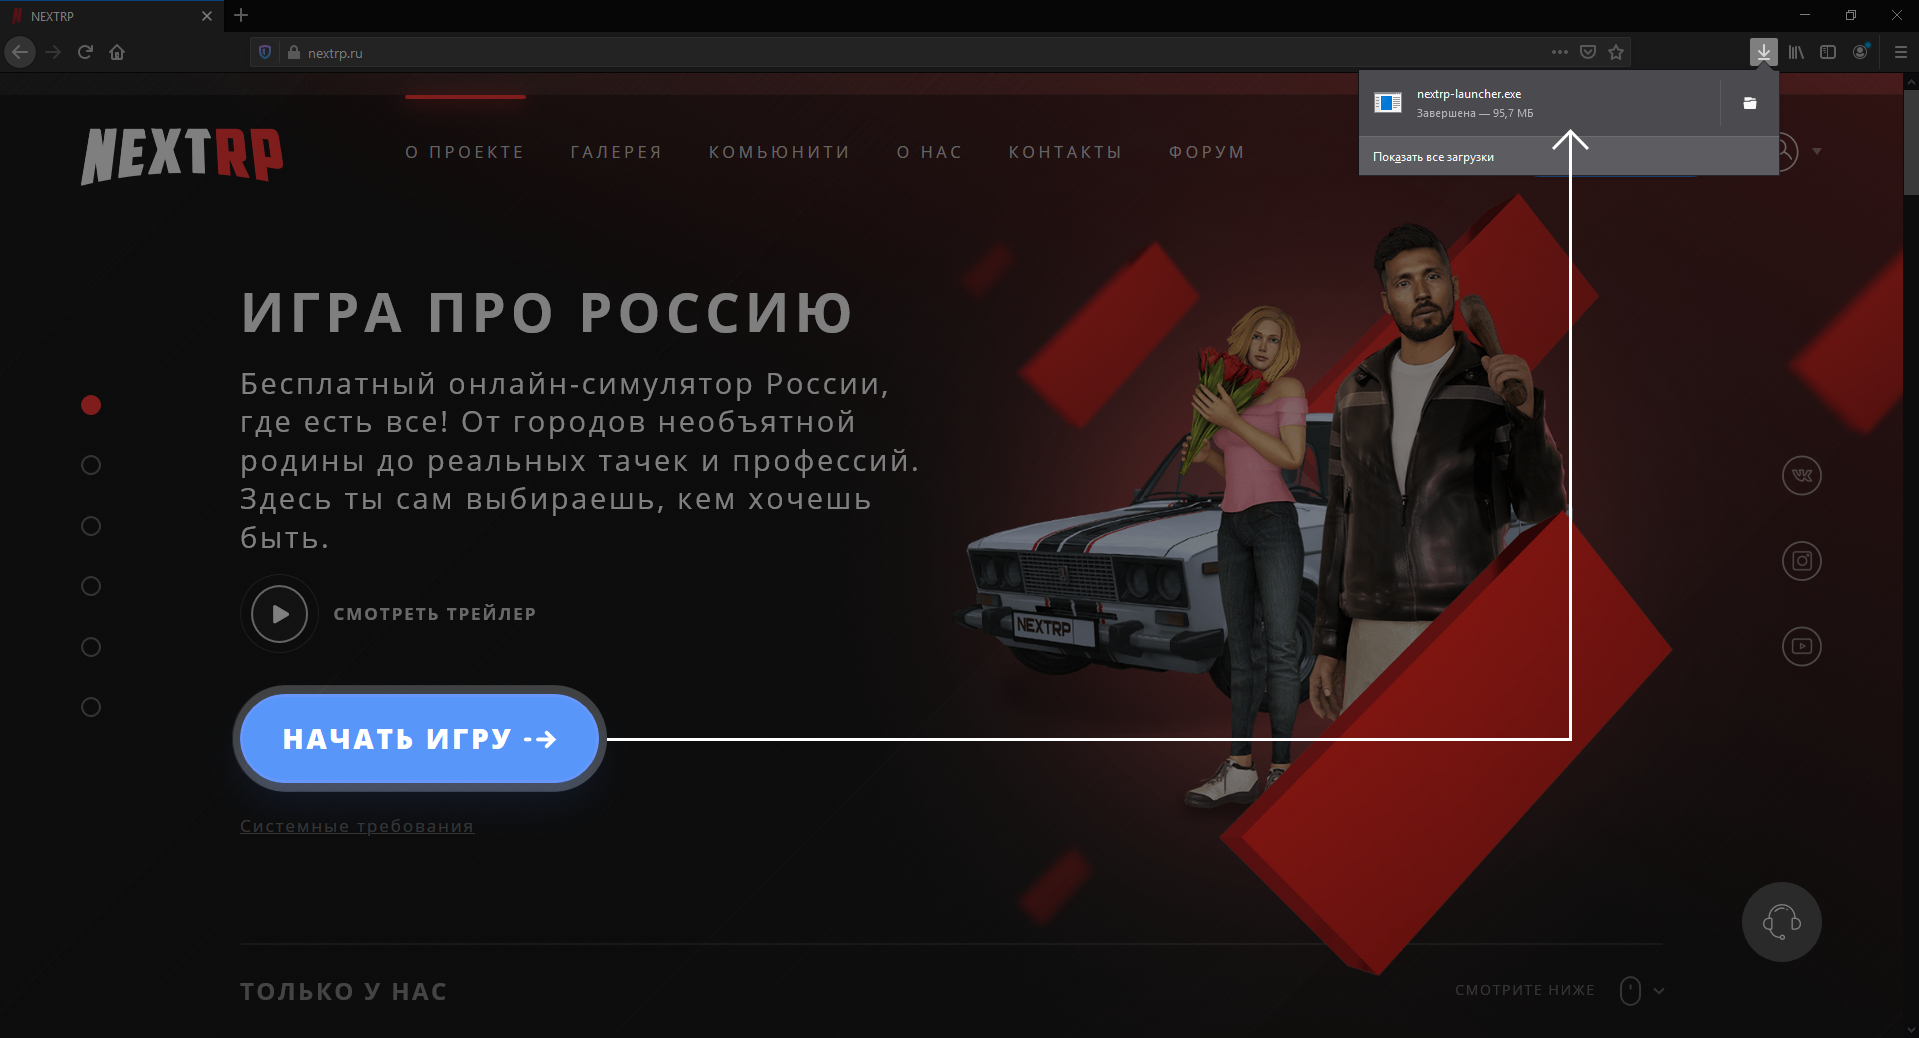 NEXTRP
nextrp.ru
nextrp-launcher.exe
Завершена — 95,7 МБ
Показать все загрузки
NEXTRP
О ПРОЕКТЕ
ГАЛЕРЕЯ
КОМЬЮНИТИ
О НАС
КОНТАКТЫ
ФОРУМ
ИГРА ПРО РОССИЮ
Бесплатный онлайн-симулятор России,
где есть все! От городов необъятной
родины до реальных тачек и профессий.
Здесь ты сам выбираешь, кем хочешь
быть.
СМОТРЕТЬ ТРЕЙЛЕР
NEXTRP
НАЧАТЬ ИГРУ
Системные требования
ТОЛЬКО У НАС
СМОТРИТЕ НИЖЕ